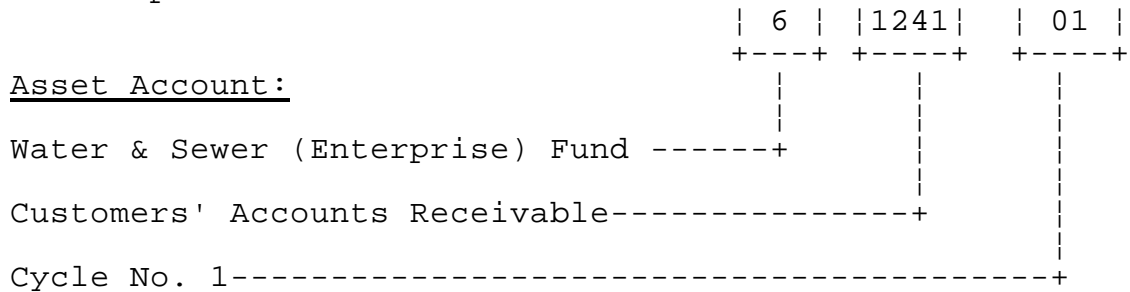 | 6 | |1241| | 01 |
+---+ +----+ +----+
Asset Account:
Water & Sewer (Enterprise) Fund ------+
Customers' Accounts Receivable---------------+
Cycle No. 1------------------------------------------+